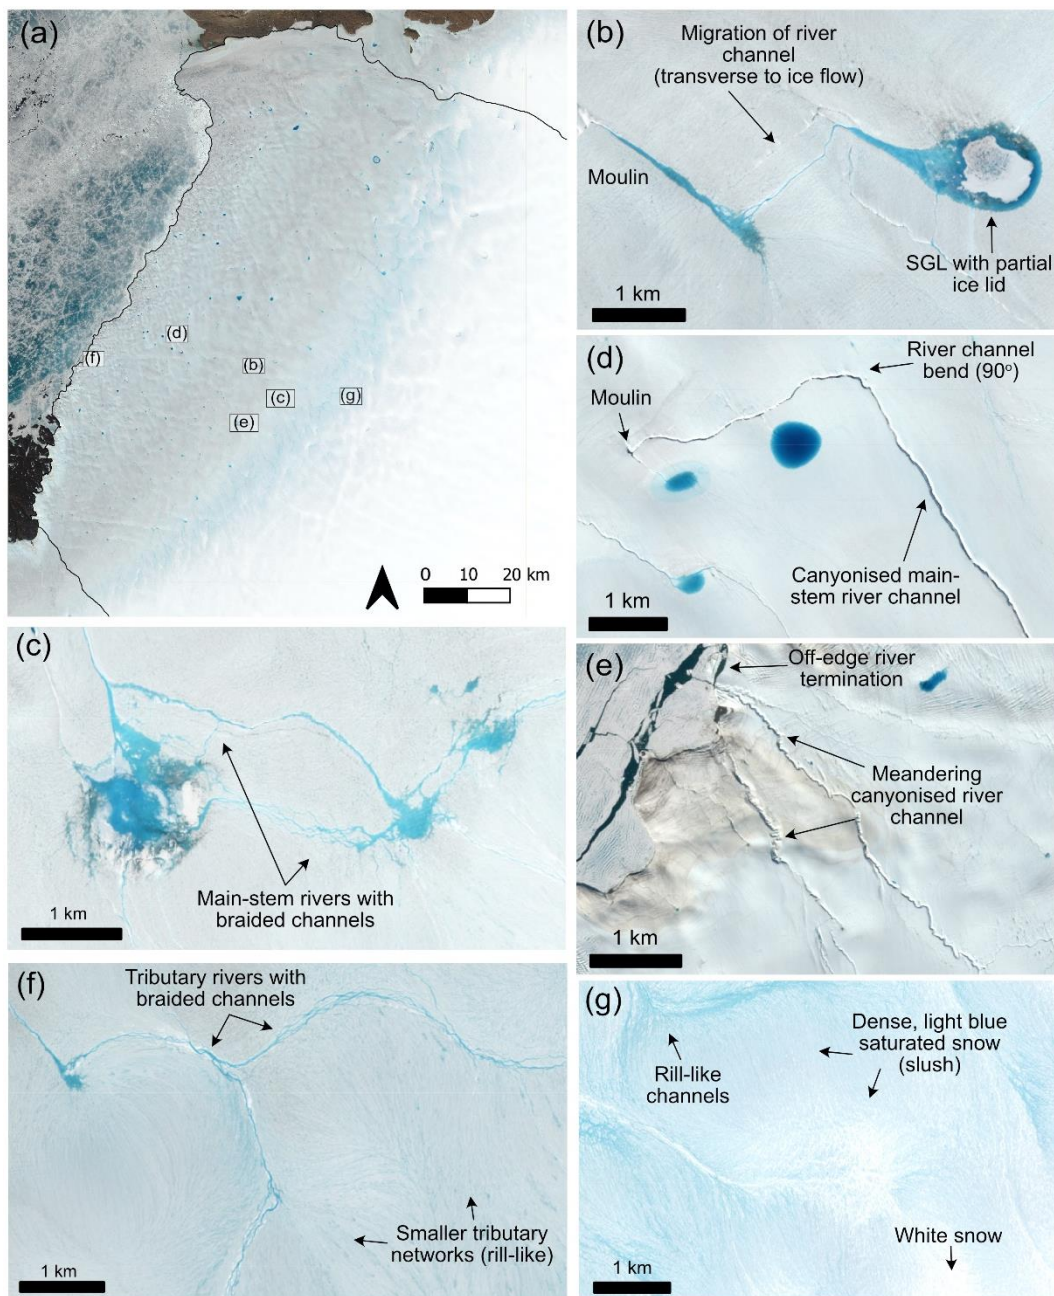 (a)
(d)
(f)
(b)
(c)
(g)
(e)
0 10 20 km
(b)
Migration of river
channel
(transverse to ice flow)
Moulin
SGL with partial
ice lid
1 km
(c)
Main-stem rivers with
braided channels
1 km
(d)
River channel
bend (90º)
Moulin
Canyonised main-
stem river channel
1 km
(e)
Off-edge river
termination
Meandering
canyonised river
channel
1 km
(f)
Tributary rivers with
braided channels
Smaller tributary
networks (rill-like)
1 km
(g)
Dense, light blue
saturated snow
(slush)
Rill-like
channels
White snow
1 km